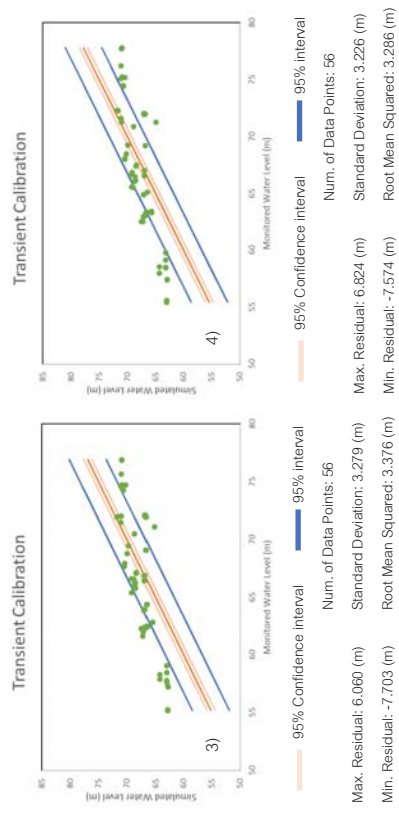 Transient Calibration
Simulated Water Level (m)
85
80
75
70
65
60
55
50
3)
50
55
60
65
70
75
80
Monitored Water Level (m)
95% Confidence interval
95% interval
Num. of Data Points: 56
Max. Residual: 6.060 (m)
Standard Deviation: 3.279 (m)
Min. Residual: -7.703 (m)
Root Mean Squared: 3.376 (m)
Transient Calibration
Simulated Water Level (m)
85
80
75
70
65
60
55
50
4)
50
55
60
65
70
75
80
Monitored Water Level (m)
95% Confidence interval
95% interval
Num. of Data Points: 56
Max. Residual: 6.824 (m)
Standard Deviation: 3.226 (m)
Min. Residual: -7.574 (m)
Root Mean Squared: 3.286 (m)